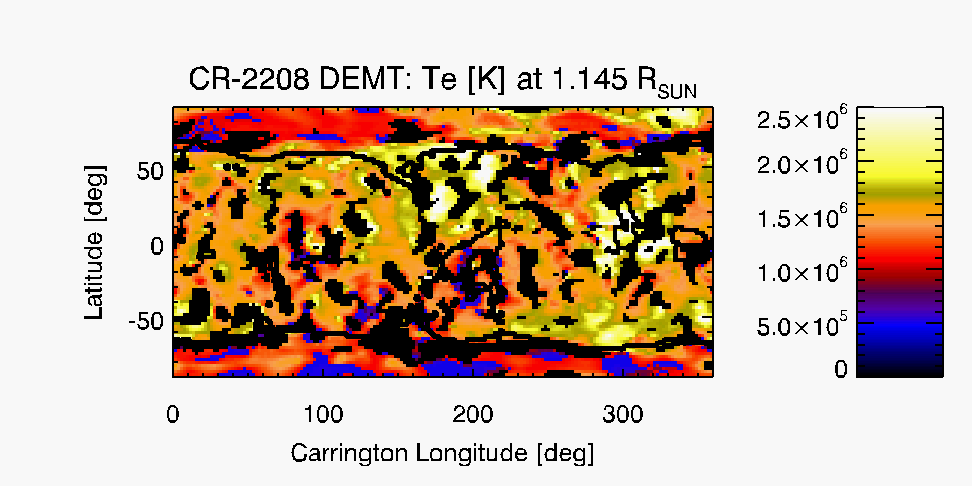 CR-2208 DEMT: Te [K] at 1.145 R_SUN
2.5×10^6
2.0×10^6
1.5×10^6
1.0×10^6
5.0×10^5
0
Latitude [deg]
50
0
-50
0 100 200 300
Carrington Longitude [deg]